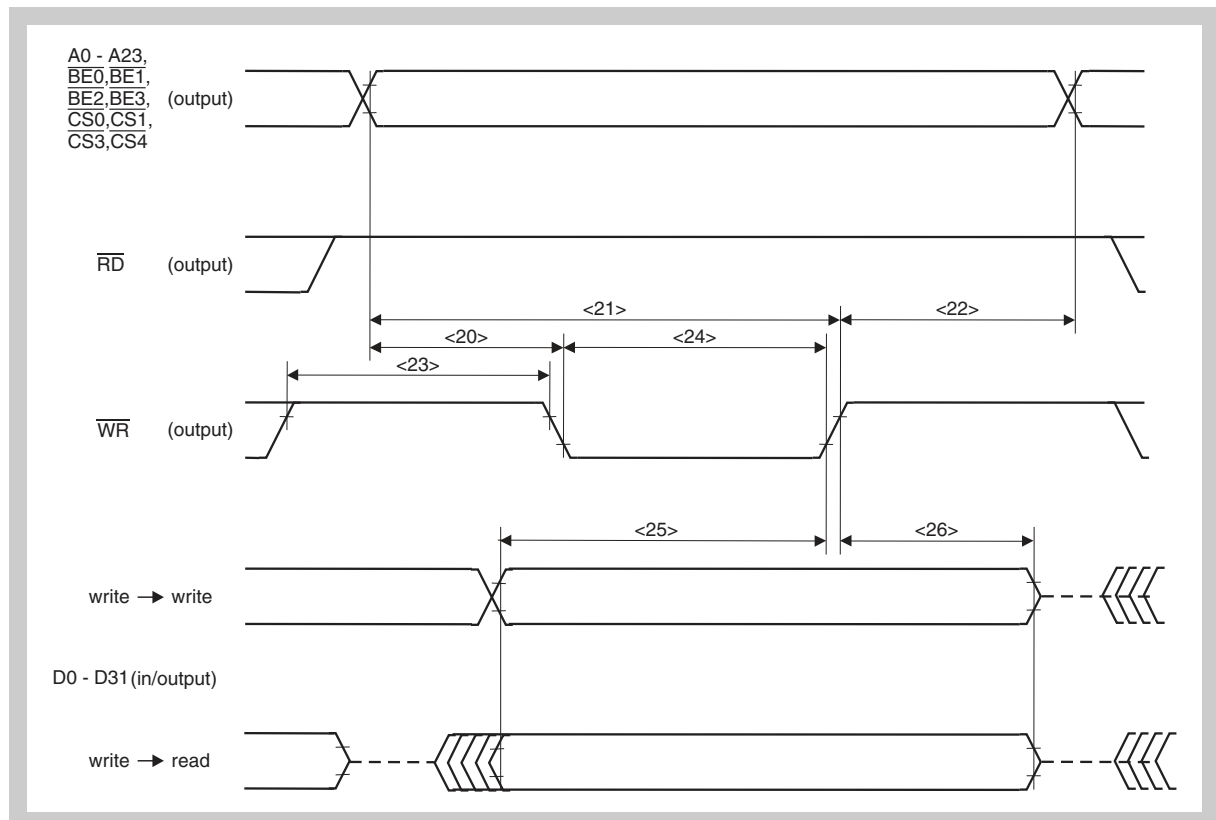 A0 - A23,
BE0,BE1,
BE2,BE3, (output)
CS0,CS1,
CS3,CS4
RD (output)
<21> <22>
<20> <24>
<23>
WR (output)
<25> <26>
write → write
D0 - D31 (in/output)
write → read